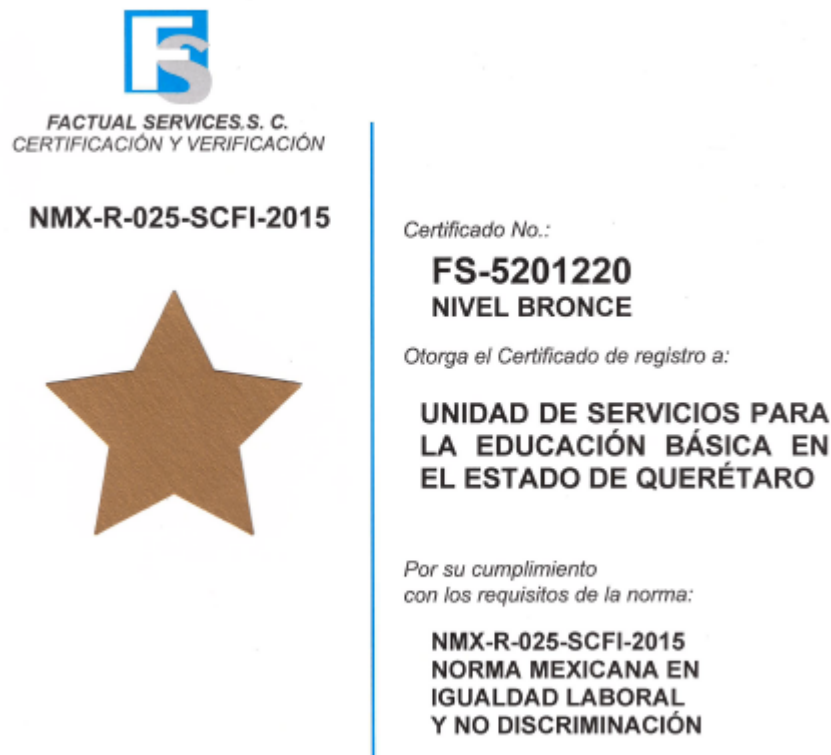 FS
FACTUAL SERVICES.S. C.
CERTIFICACIÓN Y VERIFICACIÓN
NMX-R-025-SCFI-2015
Certificado No.:
FS-5201220
NIVEL BRONCE
Otorga el Certificado de registro a:
UNIDAD DE SERVICIOS PARA
LA EDUCACIÓN BÁSICA EN
EL ESTADO DE QUERÉTARO
Por su cumplimiento
con los requisitos de la norma:
NMX-R-025-SCFI-2015
NORMA MEXICANA EN
IGUALDAD LABORAL
Y NO DISCRIMINACIÓN